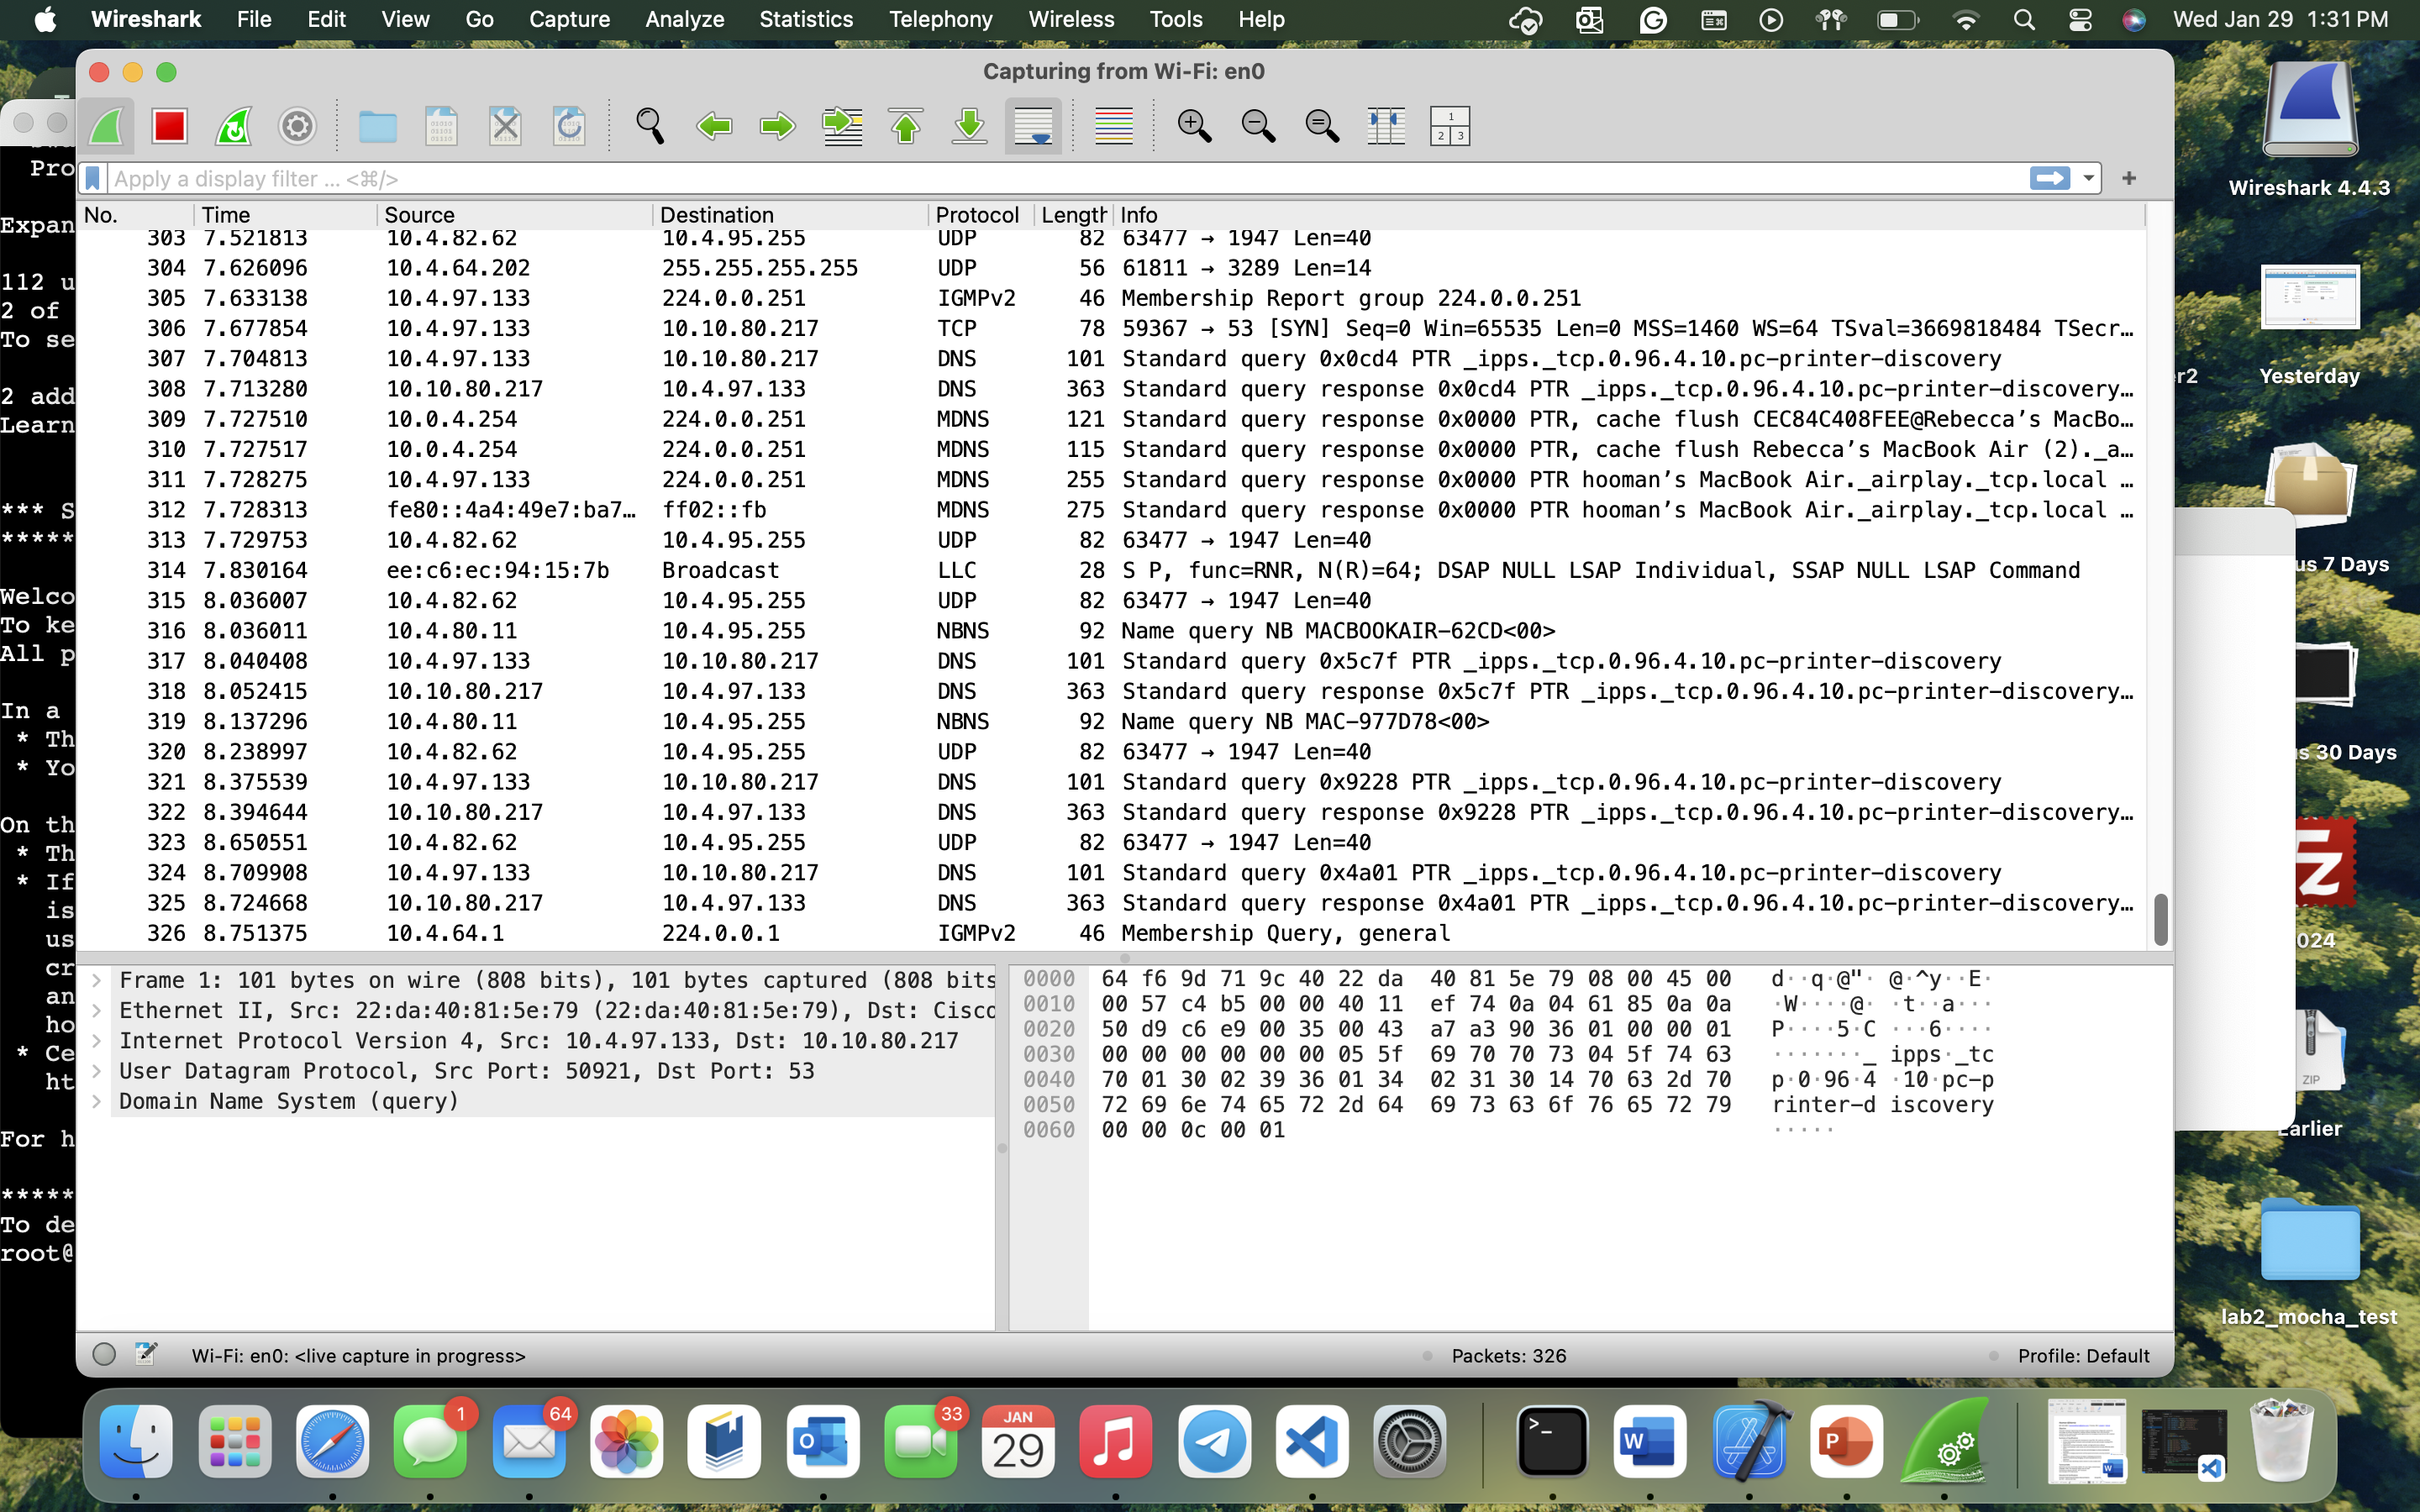 Wireshark File Edit View Go Capture Analyze Statistics Telephony Wireless Tools Help Wed Jan 29 1:31 PM
Capturing from Wi-Fi: en0
Apply a display filter ... <⌘/>
No. Time Source Destination Protocol Length Info
303 7.521813 10.4.82.62 10.4.95.255 UDP 82 63477 → 1947 Len=40
304 7.626096 10.4.64.202 255.255.255.255 UDP 56 61811 → 3289 Len=14
305 7.633138 10.4.97.133 224.0.0.251 IGMPv2 46 Membership Report group 224.0.0.251
306 7.677854 10.4.97.133 10.10.80.217 TCP 78 59367 → 53 [SYN] Seq=0 Win=65535 Len=0 MSS=1460 WS=64 TSval=3669818484 TSecr…
307 7.704813 10.4.97.133 10.10.80.217 DNS 101 Standard query 0x0cd4 PTR _ipps._tcp.0.96.4.10.pc-printer-discovery
308 7.713280 10.10.80.217 10.4.97.133 DNS 363 Standard query response 0x0cd4 PTR _ipps._tcp.0.96.4.10.pc-printer-discovery…
309 7.727510 10.0.4.254 224.0.0.251 MDNS 121 Standard query response 0x0000 PTR, cache flush CEC84C408FEE@Rebecca’s MacBo…
310 7.727517 10.0.4.254 224.0.0.251 MDNS 115 Standard query response 0x0000 PTR, cache flush Rebecca’s MacBook Air (2)._a…
311 7.728275 10.4.97.133 224.0.0.251 MDNS 255 Standard query response 0x0000 PTR hooman’s MacBook Air._airplay._tcp.local …
312 7.728313 fe80::4a4:49e7:ba7… ff02::fb MDNS 275 Standard query response 0x0000 PTR hooman’s MacBook Air._airplay._tcp.local …
313 7.729753 10.4.82.62 10.4.95.255 UDP 82 63477 → 1947 Len=40
314 7.830164 ee:c6:ec:94:15:7b Broadcast LLC 28 S P, func=RNR, N(R)=64; DSAP NULL LSAP Individual, SSAP NULL LSAP Command
315 8.036007 10.4.82.62 10.4.95.255 UDP 82 63477 → 1947 Len=40
316 8.036011 10.4.80.11 10.4.95.255 NBNS 92 Name query NB MACBOOKAIR-62CD<00>
317 8.040408 10.4.97.133 10.10.80.217 DNS 101 Standard query 0x5c7f PTR _ipps._tcp.0.96.4.10.pc-printer-discovery
318 8.052415 10.10.80.217 10.4.97.133 DNS 363 Standard query response 0x5c7f PTR _ipps._tcp.0.96.4.10.pc-printer-discovery…
319 8.137296 10.4.80.11 10.4.95.255 NBNS 92 Name query NB MAC-977D78<00>
320 8.238997 10.4.82.62 10.4.95.255 UDP 82 63477 → 1947 Len=40
321 8.375539 10.4.97.133 10.10.80.217 DNS 101 Standard query 0x9228 PTR _ipps._tcp.0.96.4.10.pc-printer-discovery
322 8.394644 10.10.80.217 10.4.97.133 DNS 363 Standard query response 0x9228 PTR _ipps._tcp.0.96.4.10.pc-printer-discovery…
323 8.650551 10.4.82.62 10.4.95.255 UDP 82 63477 → 1947 Len=40
324 8.709908 10.4.97.133 10.10.80.217 DNS 101 Standard query 0x4a01 PTR _ipps._tcp.0.96.4.10.pc-printer-discovery
325 8.724668 10.10.80.217 10.4.97.133 DNS 363 Standard query response 0x4a01 PTR _ipps._tcp.0.96.4.10.pc-printer-discovery…
326 8.751375 10.4.64.1 224.0.0.1 IGMPv2 46 Membership Query, general
Frame 1: 101 bytes on wire (808 bits), 101 bytes captured (808 bits
Ethernet II, Src: 22:da:40:81:5e:79 (22:da:40:81:5e:79), Dst: Cisco
Internet Protocol Version 4, Src: 10.4.97.133, Dst: 10.10.80.217
User Datagram Protocol, Src Port: 50921, Dst Port: 53
Domain Name System (query)
0000 64 f6 9d 71 9c 40 22 da 40 81 5e 79 08 00 45 00 d··q·@"· @·^y··E·
0010 00 57 c4 b5 00 00 40 11 ef 74 0a 04 61 85 0a 0a ·W····@· ·t··a···
0020 50 d9 c6 e9 00 35 00 43 a7 a3 90 36 01 00 00 01 P····5·C ···6····
0030 00 00 00 00 00 00 05 5f 69 70 70 73 04 5f 74 63 ·······_ ipps·_tc
0040 70 01 30 02 39 36 01 34 02 31 30 14 70 63 2d 70 p·0·96·4 ·10·pc-p
0050 72 69 6e 74 65 72 2d 64 69 73 63 6f 76 65 72 79 rinter-d iscovery
0060 00 00 0c 00 01 ·····
Wi-Fi: en0: <live capture in progress> Packets: 326 Profile: Default
Pro
Expan
112 u
2 of
To se
2 add
Learn
*** S
*****
Welco
To ke
All p
In a
* Th
* Yo
On th
* Th
* If
is
us
cr
an
ho
* Ce
ht
For h
*****
To de
root@
Wireshark 4.4.3
r2
Yesterday
us 7 Days
s 30 Days
024
ZIP
Earlier
lab2_mocha_test
1
64
33
JAN
29